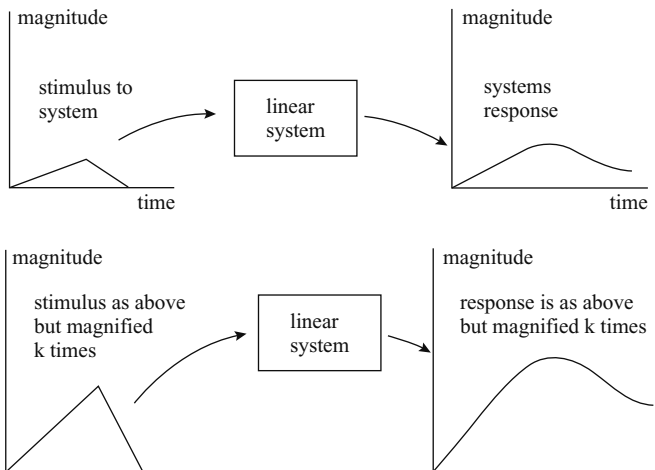 magnitude
stimulus to
system
linear
system
time
magnitude
systems
response
time
magnitude
stimulus as above
but magnified
k times
linear
system
magnitude
response is as above
but magnified k times